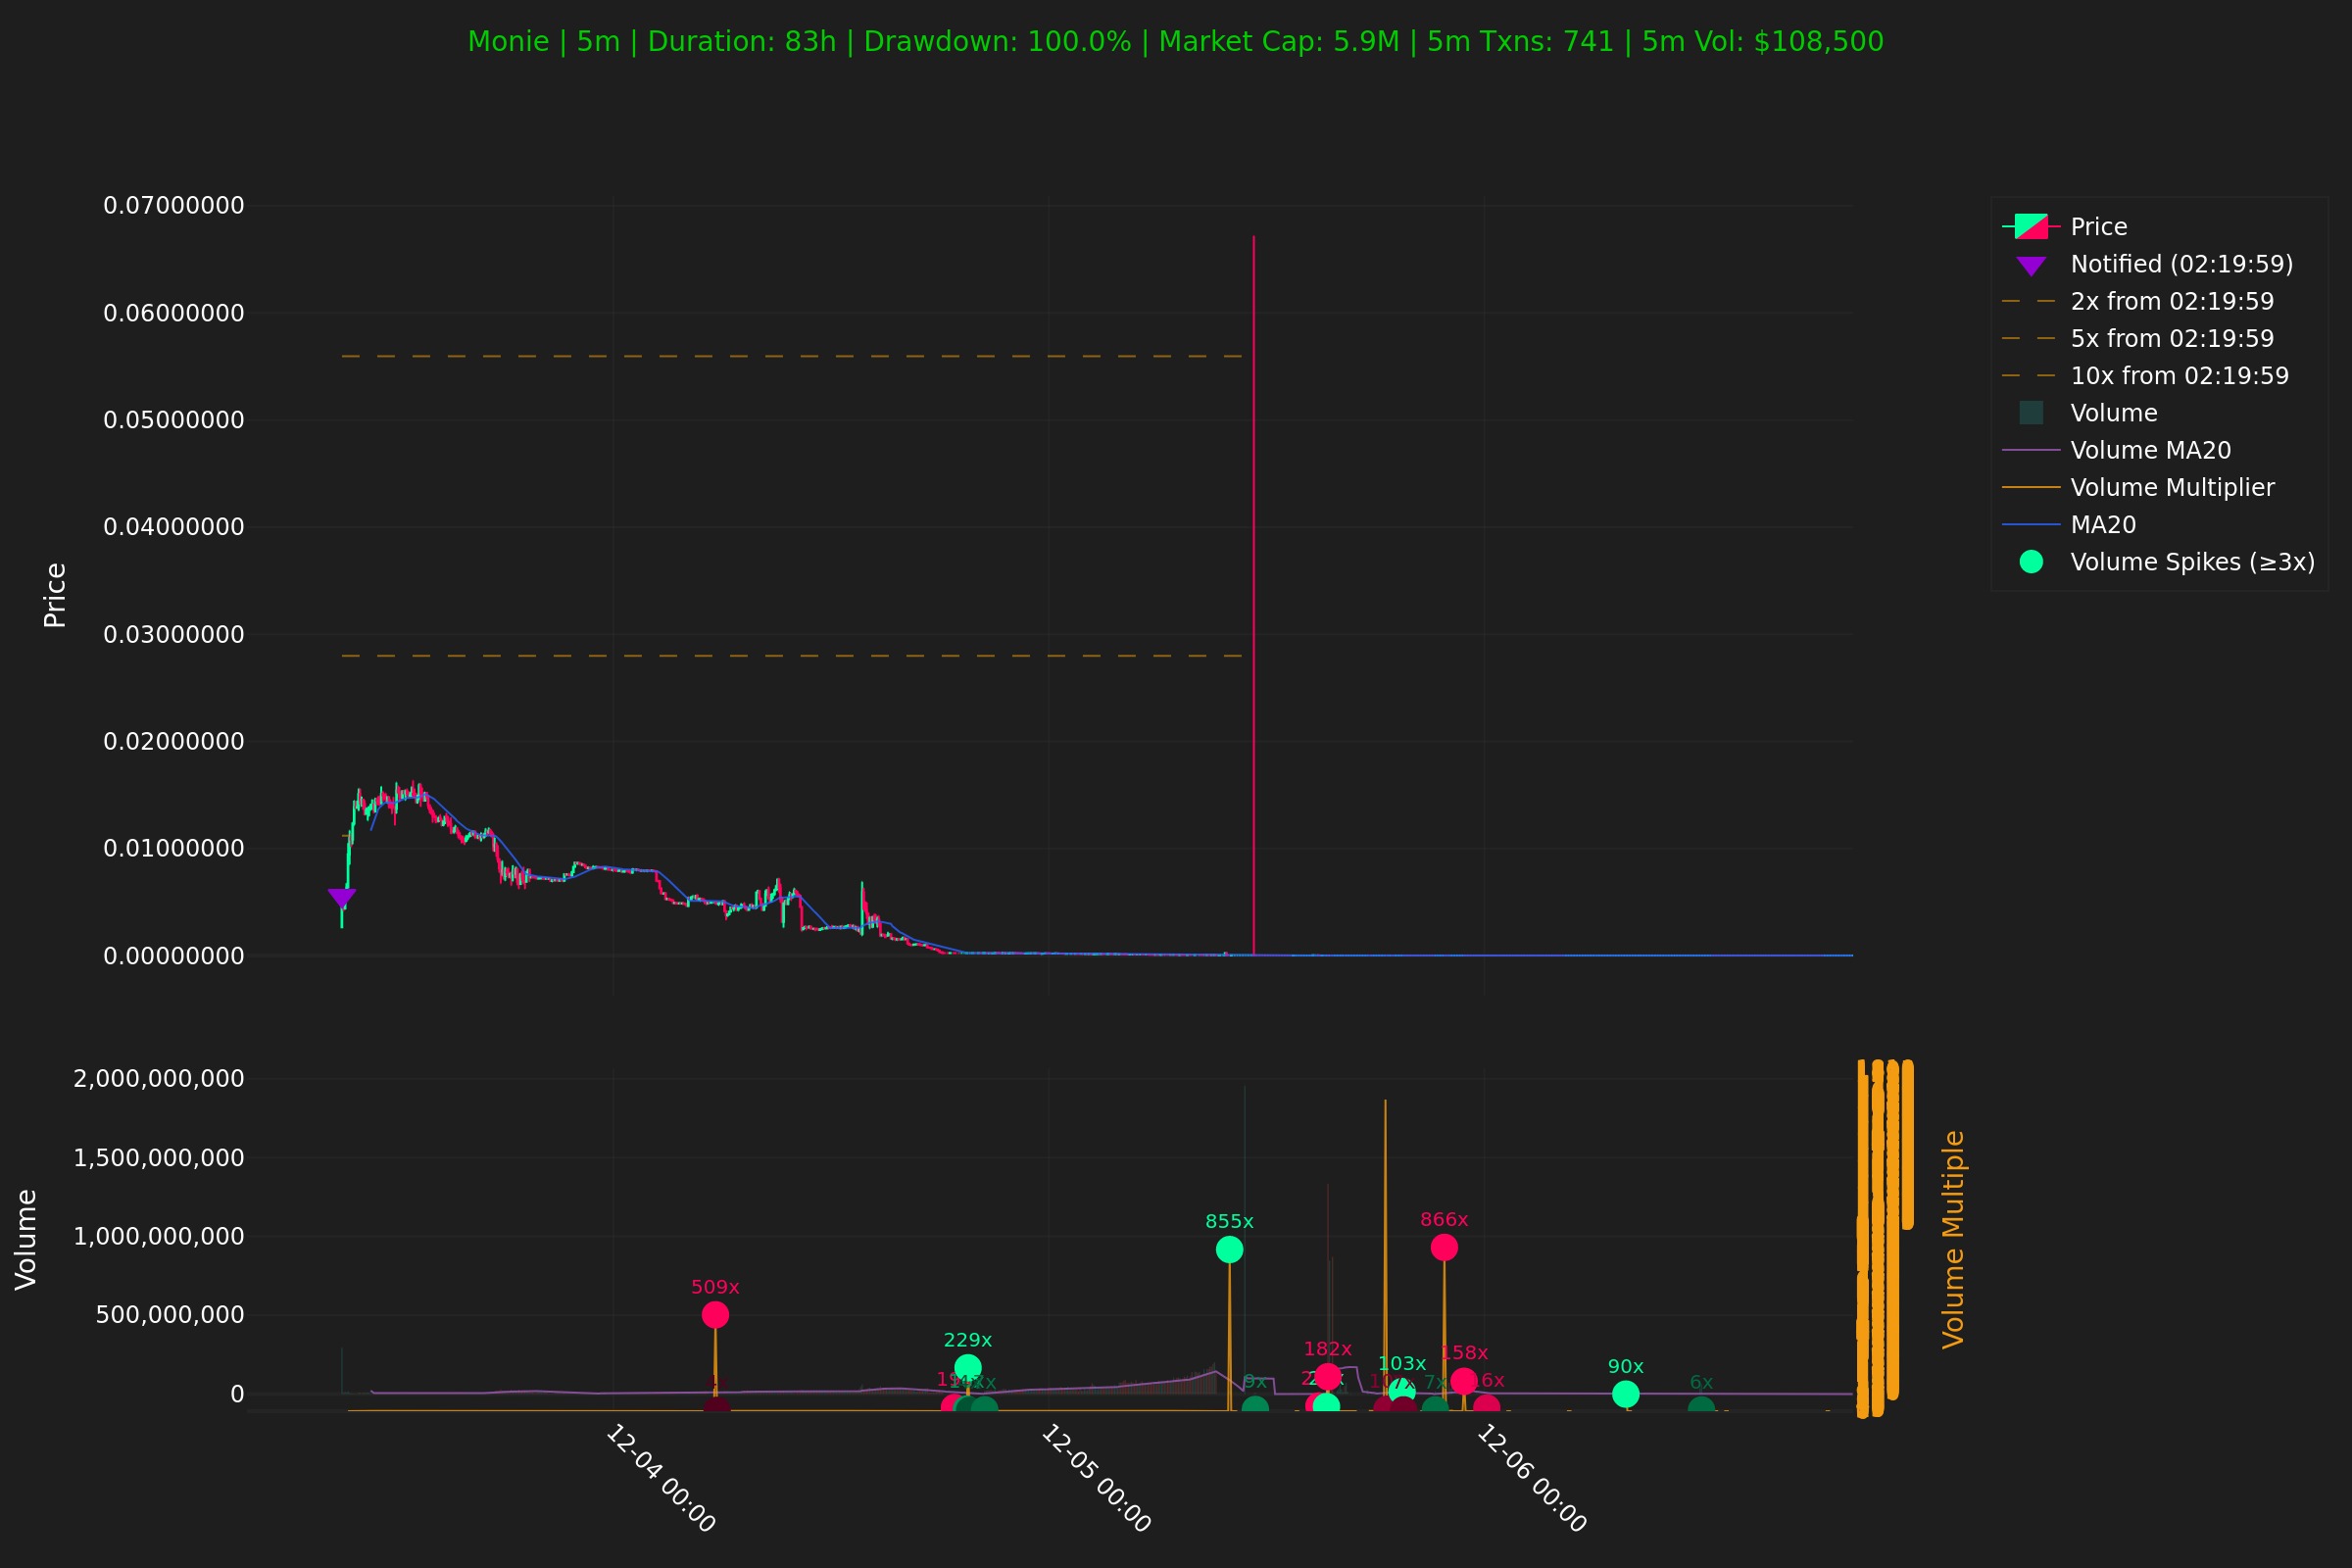 Monie | 5m | Duration: 83h | Drawdown: 100.0% | Market Cap: 5.9M | 5m Txns: 741 | 5m Vol: $108,500
0.07000000
0.06000000
0.05000000
0.04000000
0.03000000
0.02000000
0.01000000
0.00000000
Price
Price
Notified (02:19:59)
2x from 02:19:59
5x from 02:19:59
10x from 02:19:59
Volume
Volume MA20
Volume Multiplier
MA20
Volume Spikes (≥3x)
2,000,000,000
1,500,000,000
1,000,000,000
500,000,000
0
Volume
509x
229x
855x
9x
182x
103x
7x
866x
158x
90x
6x
Volume Multiple
12-04 00:00
12-05 00:00
12-06 00:00